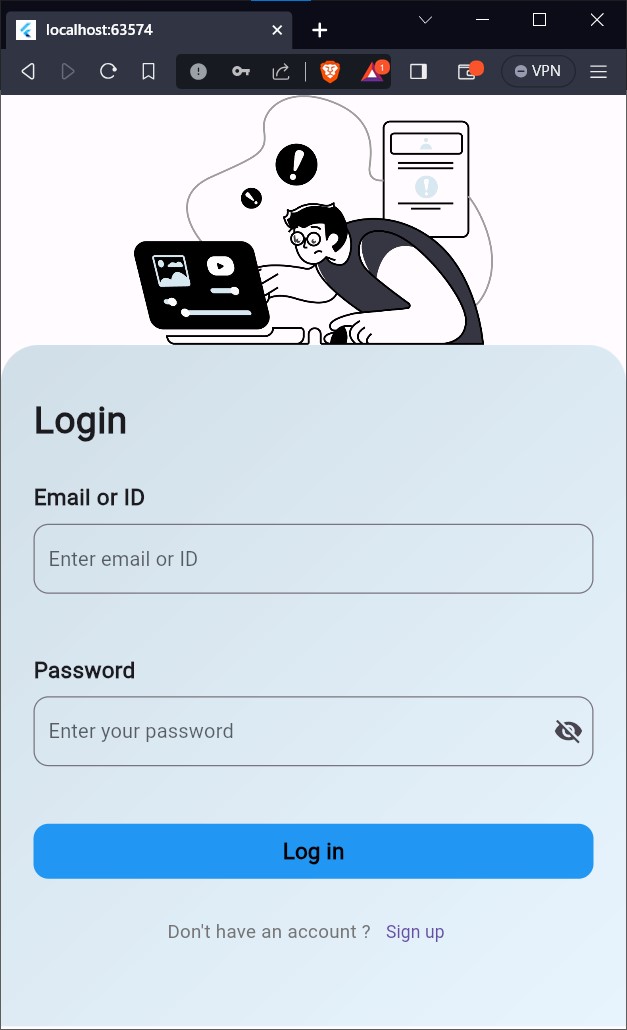 localhost:63574
1
VPN
Login
Email or ID
Enter email or ID
Password
Enter your password
Log in
Don't have an account ? Sign up